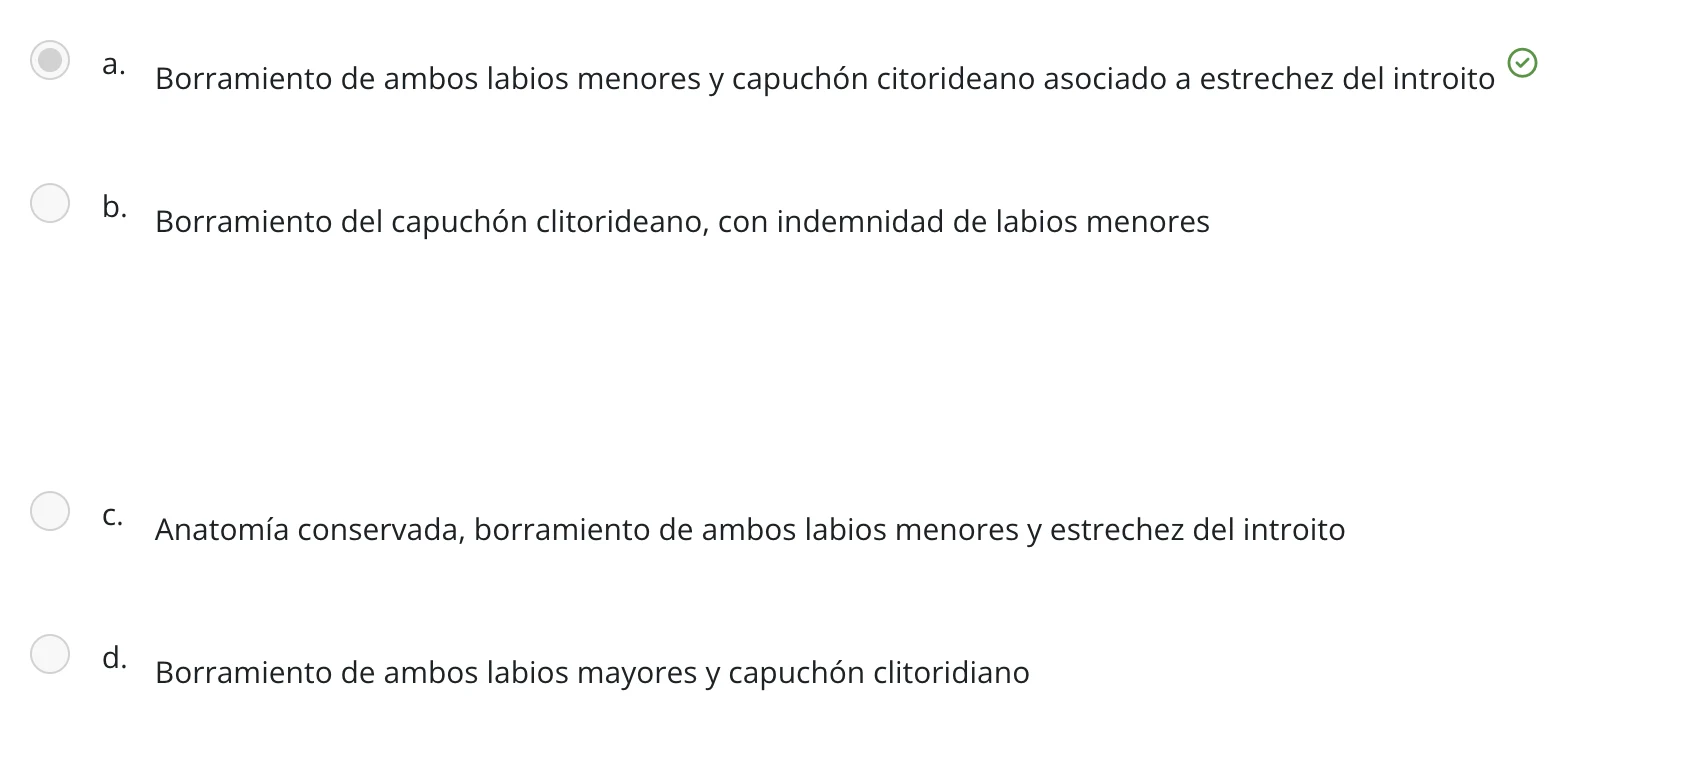 a. Borramiento de ambos labios menores y capuchón citorideano asociado a estrechez del introito
b. Borramiento del capuchón clitorideano, con indemnidad de labios menores
c. Anatomía conservada, borramiento de ambos labios menores y estrechez del introito
d. Borramiento de ambos labios mayores y capuchón clitoridiano